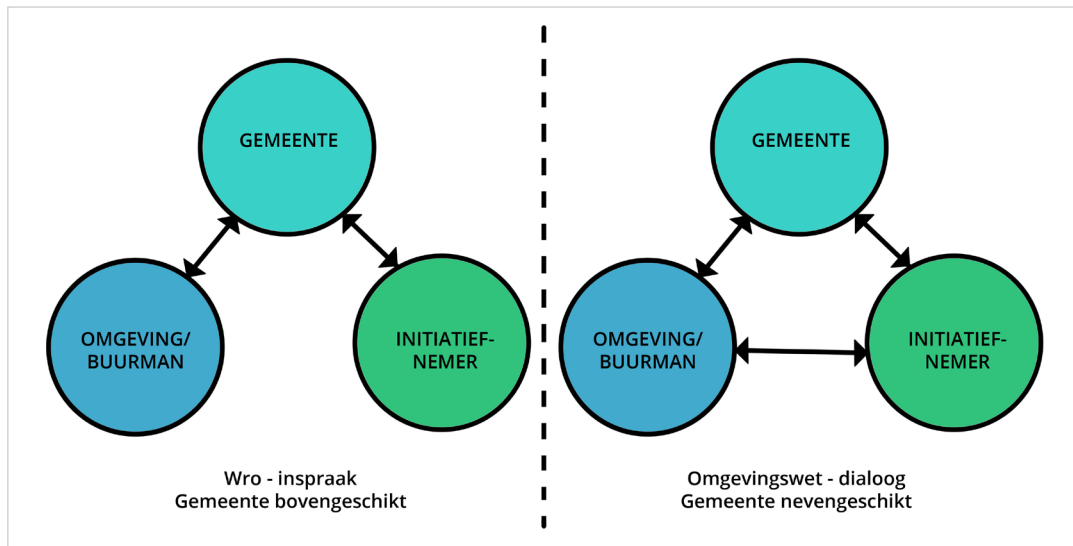 GEMEENTE
OMGEVING/
BUURMAN
INITIATIEF-
NEMER
Wro - inspraak
Gemeente bovengeschikt
GEMEENTE
OMGEVING/
BUURMAN
INITIATIEF-
NEMER
Omgevingswet - dialoog
Gemeente nevengeschikt